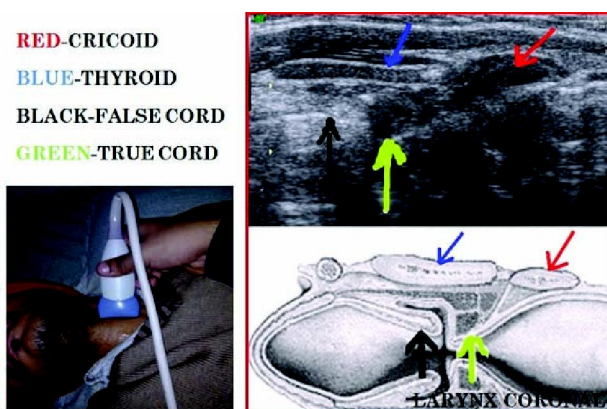 RED-CRICOID
BLUE-THYROID
BLACK-FALSE CORD
GREEN-TRUE CORD
LARYNX CORONAL